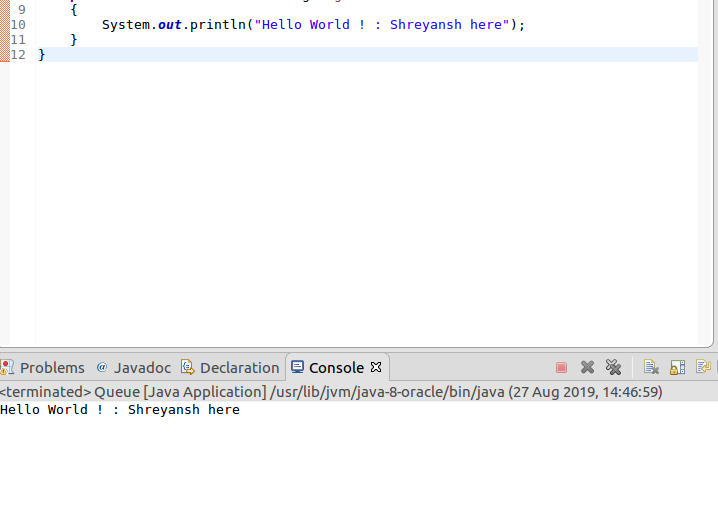 9 {
10 System.out.println("Hello World ! : Shreyansh here");
11 }
12 }
Problems @ Javadoc Declaration Console
<terminated> Queue [Java Application] /usr/lib/jvm/java-8-oracle/bin/java (27 Aug 2019, 14:46:59)
Hello World ! : Shreyansh here